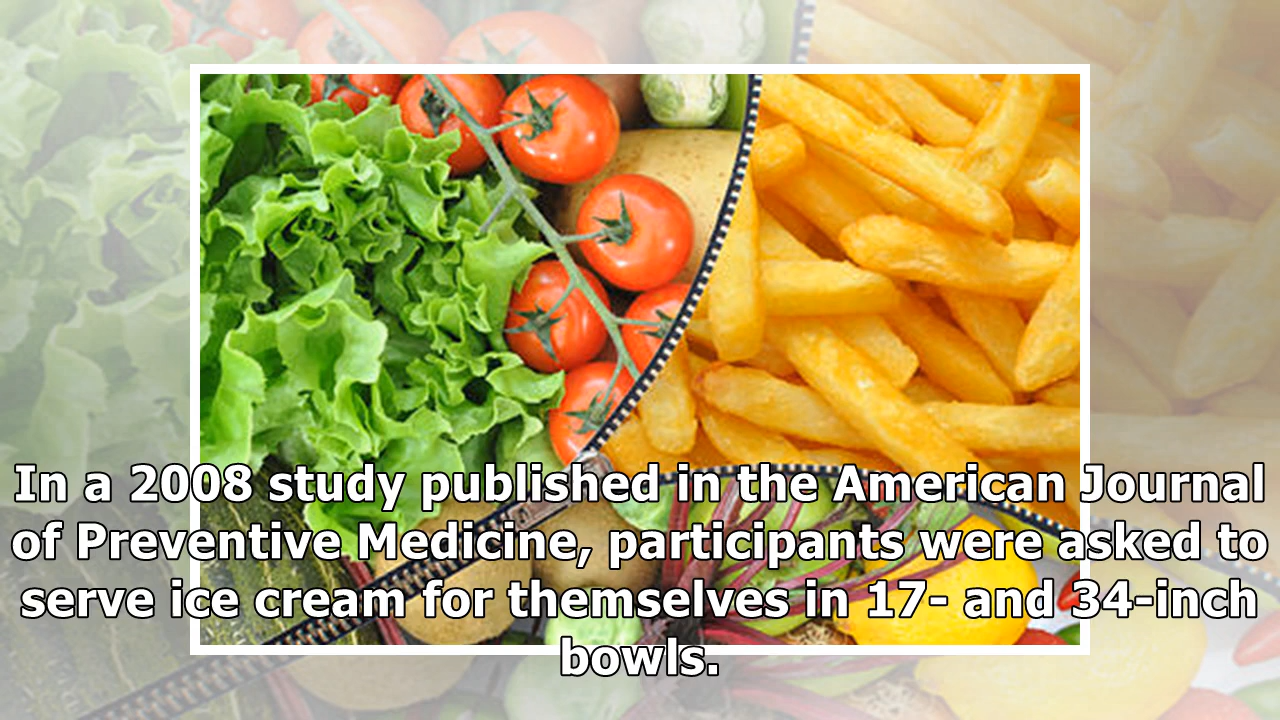 In a 2008 study published in the American Journal
of Preventive Medicine, participants were asked to
serve ice cream for themselves in 17- and 34-inch
bowls.